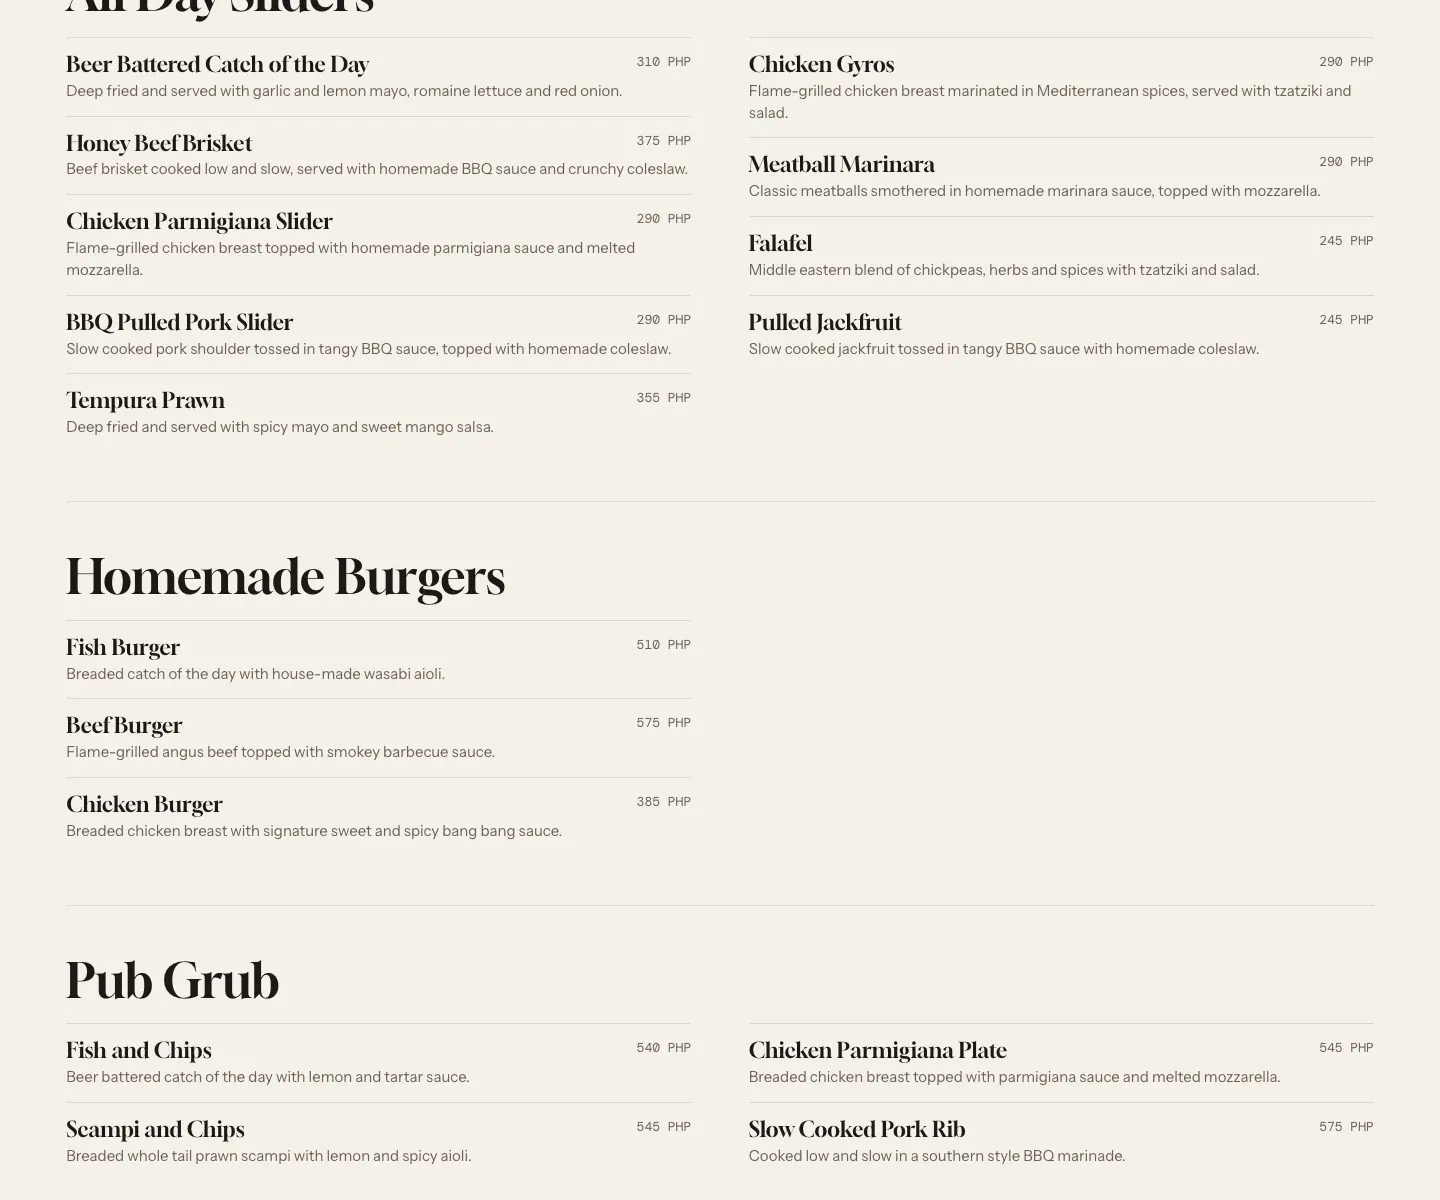 All Day Sliders
Beer Battered Catch of the Day
310 PHP
Deep fried and served with garlic and lemon mayo, romaine lettuce and red onion.
Honey Beef Brisket
375 PHP
Beef brisket cooked low and slow, served with homemade BBQ sauce and crunchy coleslaw.
Chicken Parmigiana Slider
290 PHP
Flame-grilled chicken breast topped with homemade parmigiana sauce and melted
mozzarella.
BBQ Pulled Pork Slider
290 PHP
Slow cooked pork shoulder tossed in tangy BBQ sauce, topped with homemade coleslaw.
Tempura Prawn
355 PHP
Deep fried and served with spicy mayo and sweet mango salsa.
Chicken Gyros
290 PHP
Flame-grilled chicken breast marinated in Mediterranean spices, served with tzatziki and
salad.
Meatball Marinara
290 PHP
Classic meatballs smothered in homemade marinara sauce, topped with mozzarella.
Falafel
245 PHP
Middle eastern blend of chickpeas, herbs and spices with tzatziki and salad.
Pulled Jackfruit
245 PHP
Slow cooked jackfruit tossed in tangy BBQ sauce with homemade coleslaw.
Homemade Burgers
Fish Burger
510 PHP
Breaded catch of the day with house-made wasabi aioli.
Beef Burger
575 PHP
Flame-grilled angus beef topped with smokey barbecue sauce.
Chicken Burger
385 PHP
Breaded chicken breast with signature sweet and spicy bang bang sauce.
Pub Grub
Fish and Chips
540 PHP
Beer battered catch of the day with lemon and tartar sauce.
Scampi and Chips
545 PHP
Breaded whole tail prawn scampi with lemon and spicy aioli.
Chicken Parmigiana Plate
545 PHP
Breaded chicken breast topped with parmigiana sauce and melted mozzarella.
Slow Cooked Pork Rib
575 PHP
Cooked low and slow in a southern style BBQ marinade.